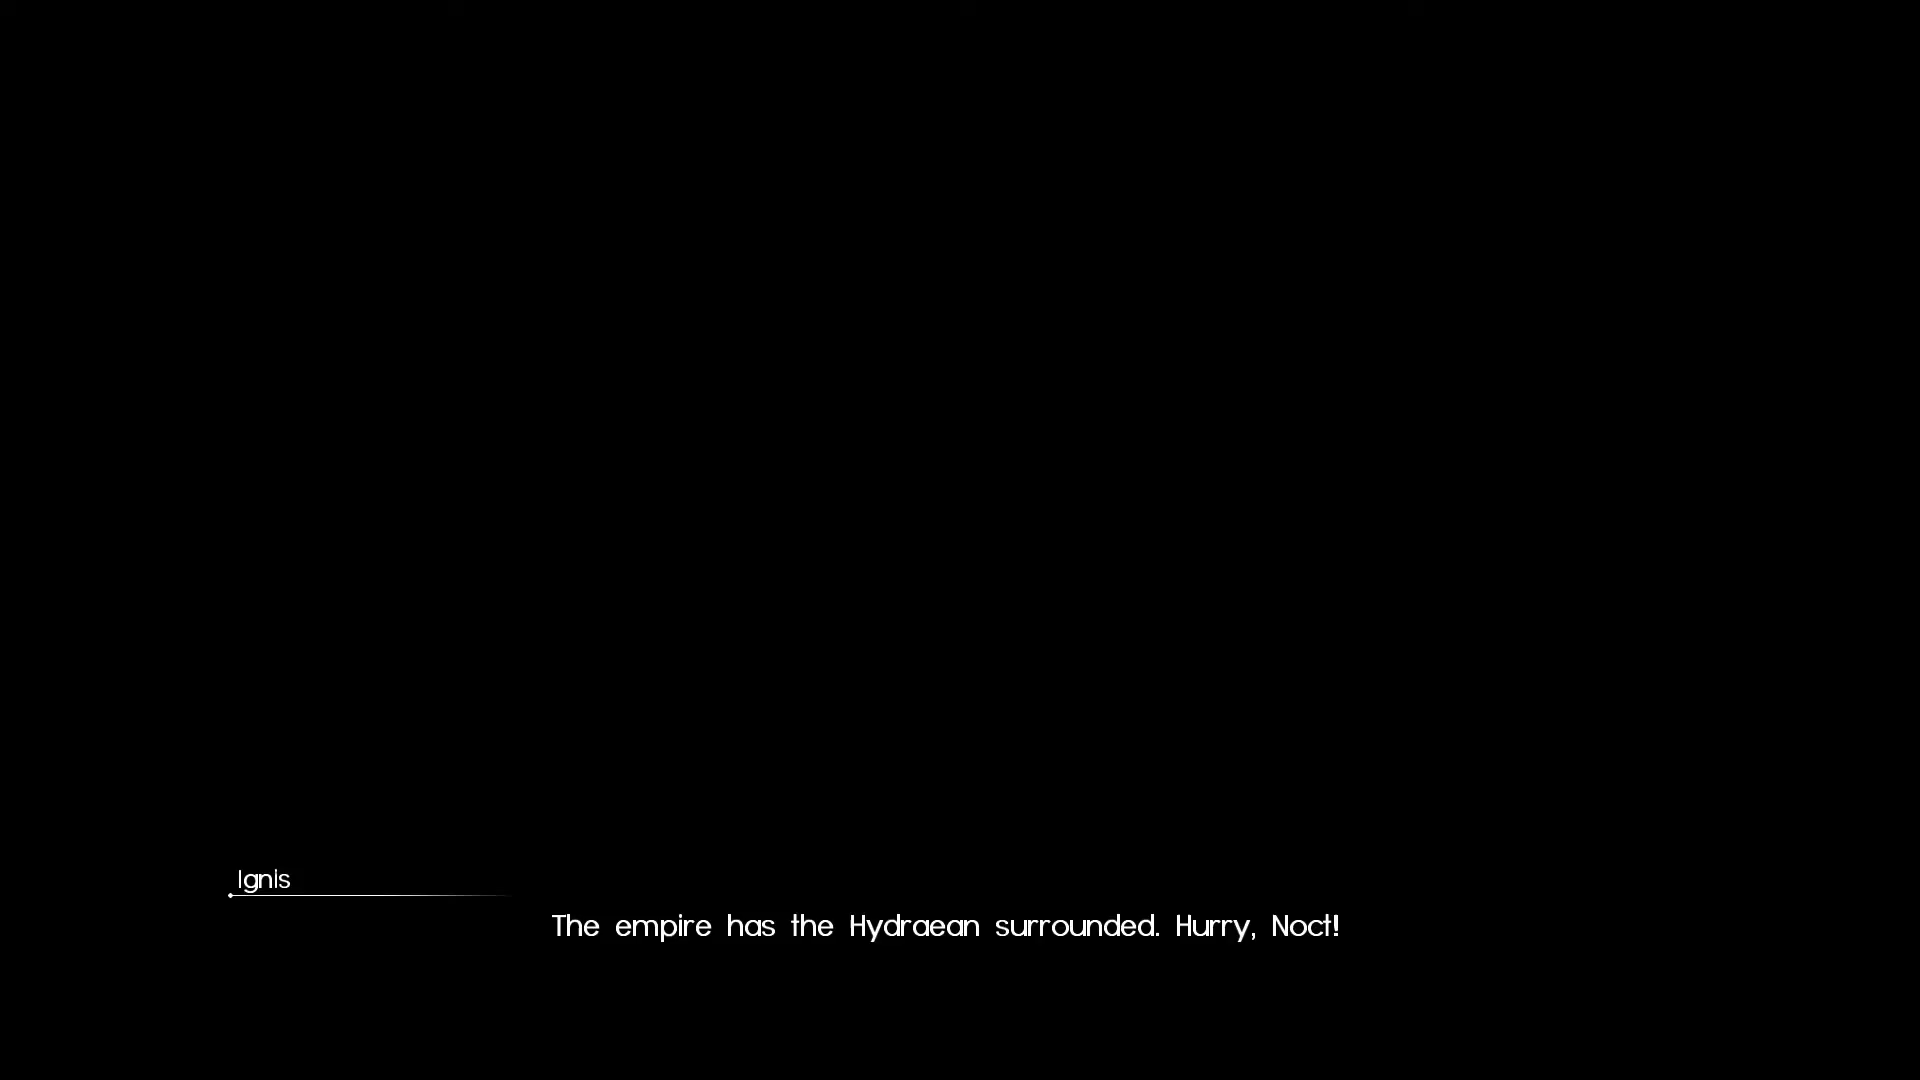 Ignis
The empire has the Hydraean surrounded. Hurry, Noct!